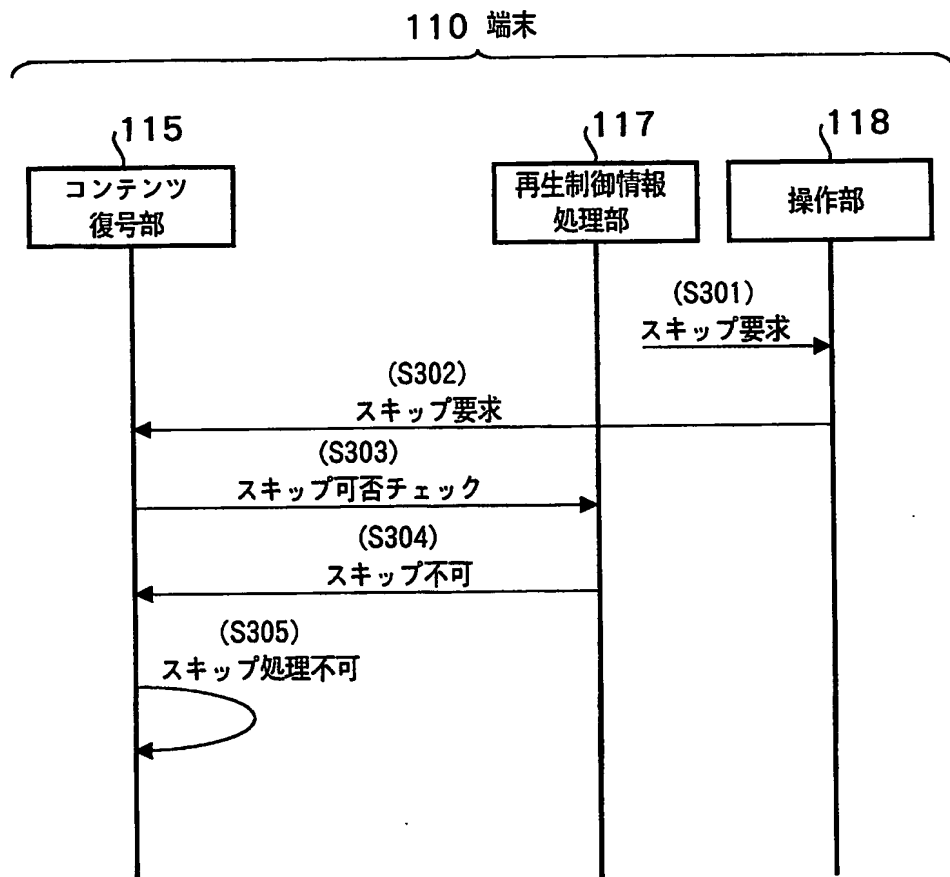 110 端末
115
117
118
コンテンツ
復号部
再生制御情報
処理部
操作部
(S301)
スキップ要求
(S302)
スキップ要求
(S303)
スキップ可否チェック
(S304)
スキップ不可
(S305)
スキップ処理不可